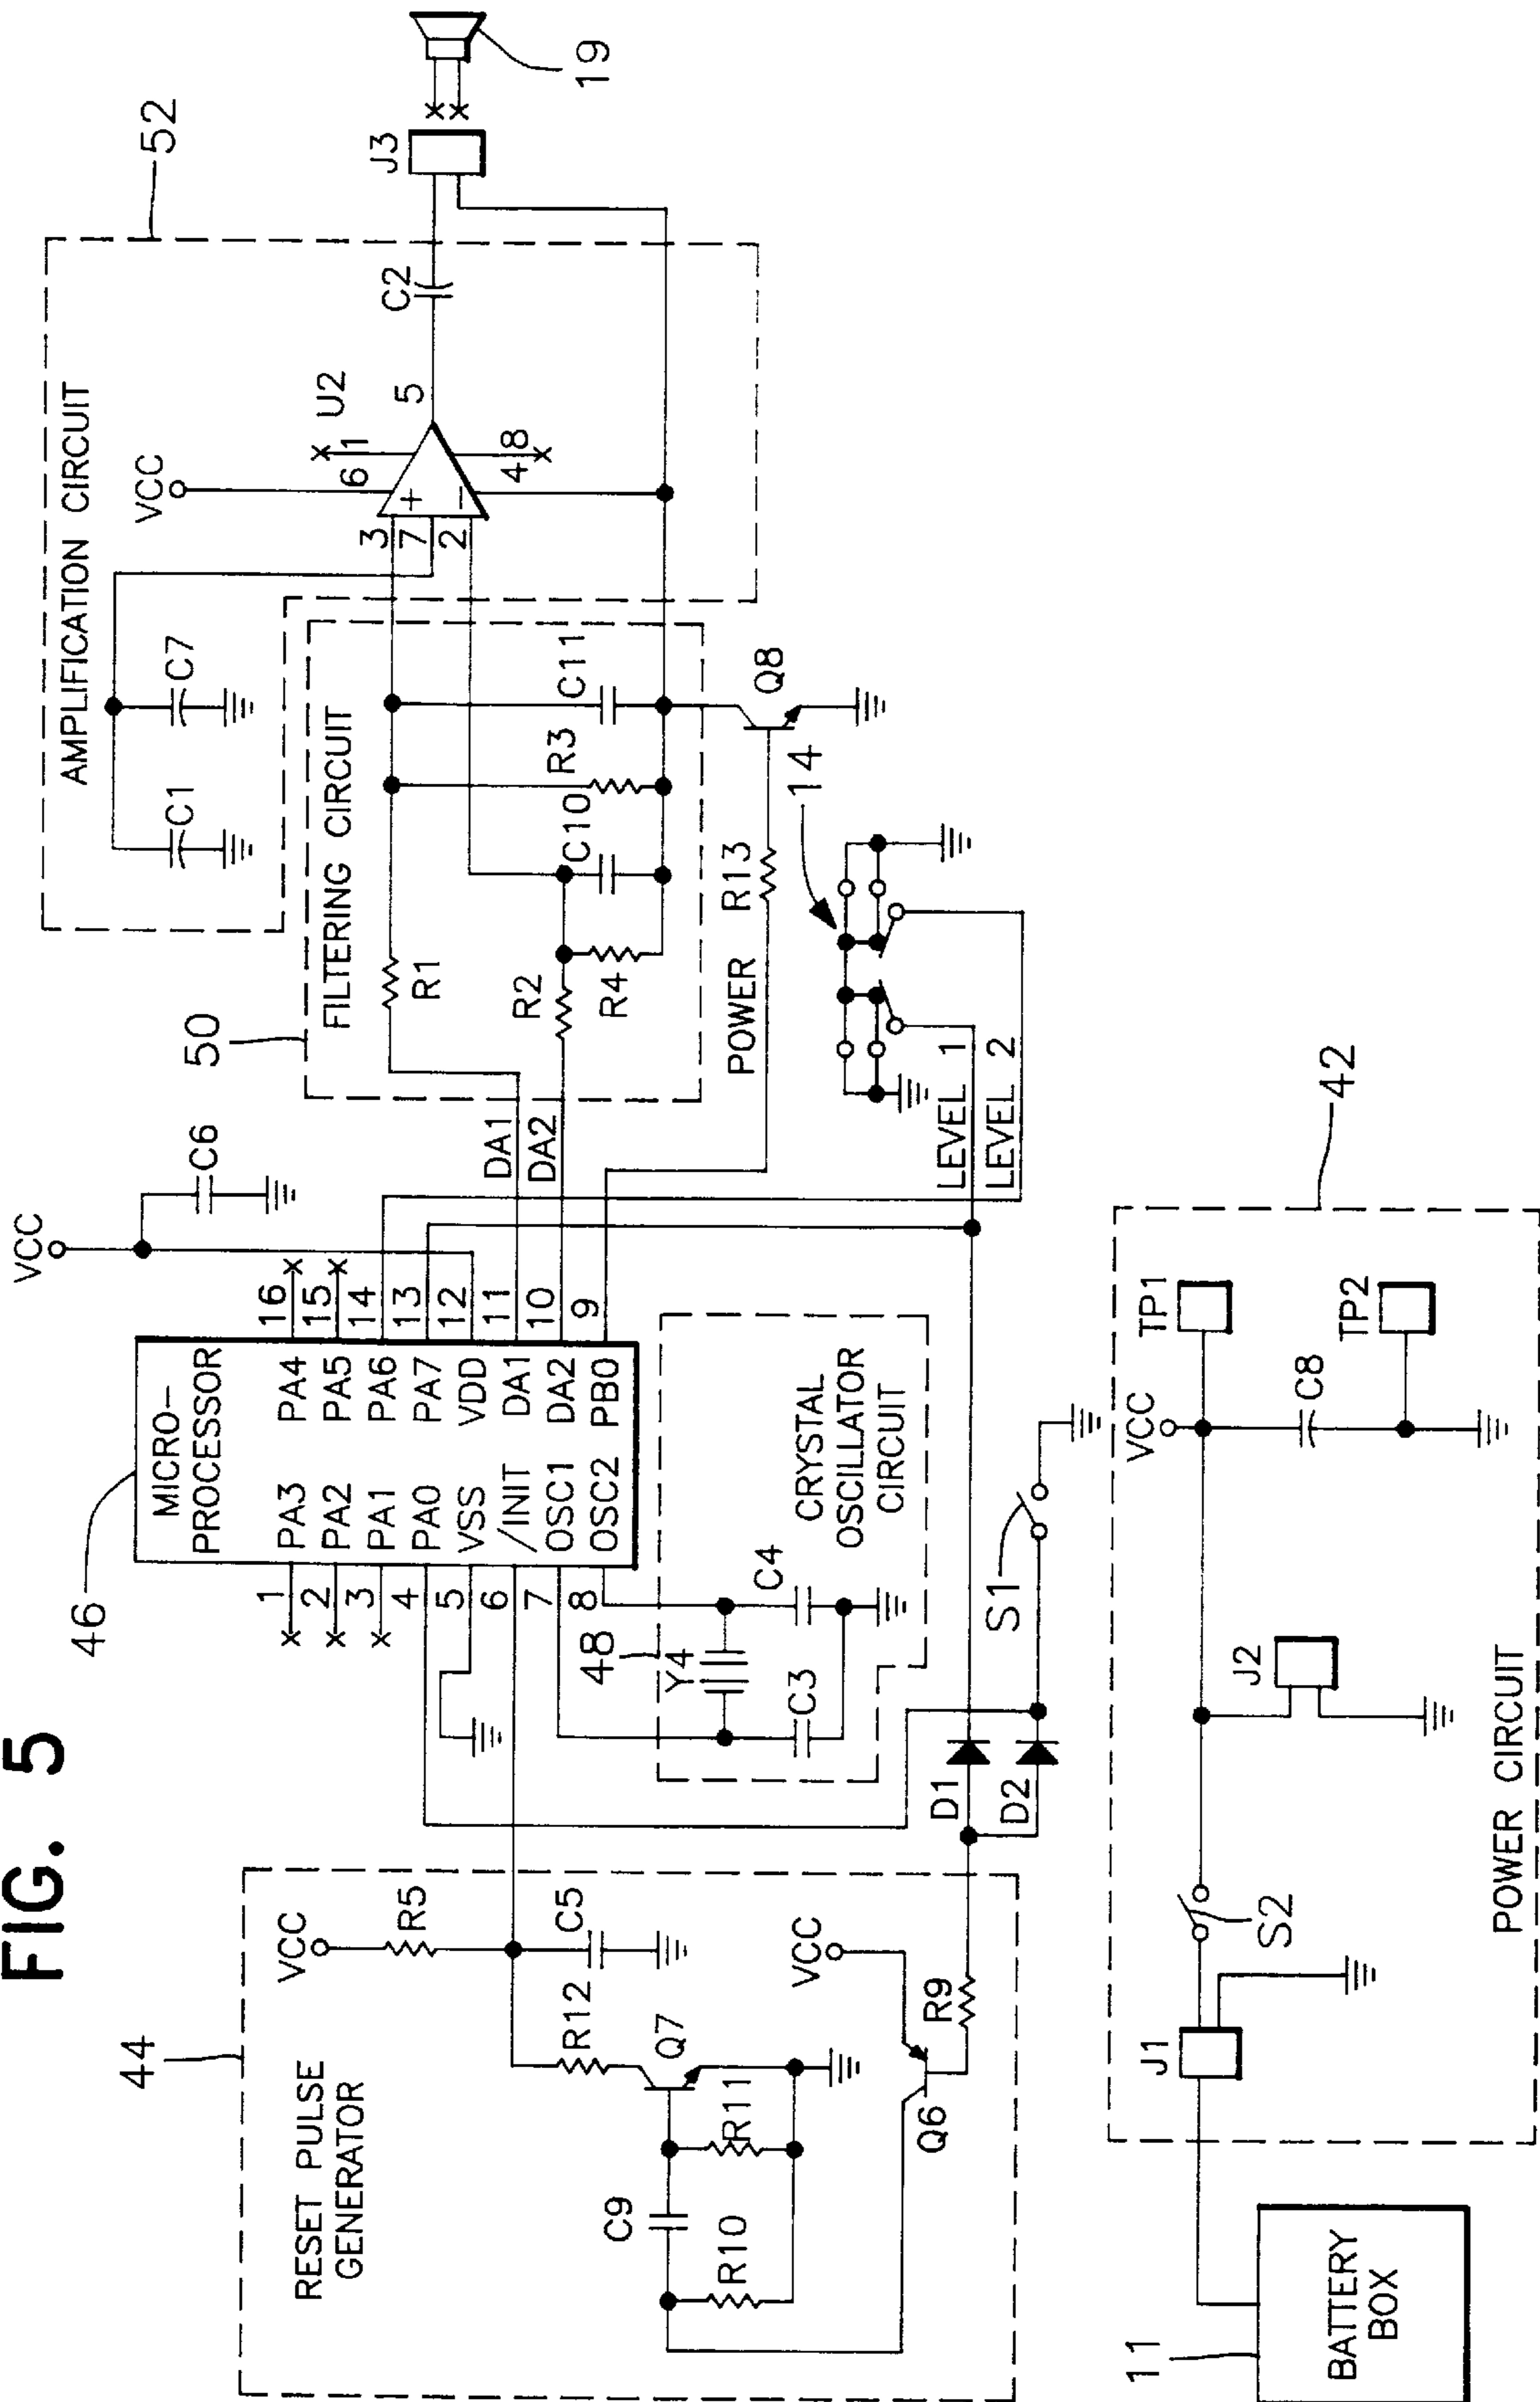 FIG. 5
44
RESET PULSE
GENERATOR
VCC
R5
R12
C5
Q7
C9
R11
R10
VCC
Q6
R9
46
MICRO-
PROCESSOR
1 PA3 PA4 16
2 PA2 PA5 15
3 PA1 PA6 14
4 PA0 PA7 13
5 VSS VDD 12
6 /INIT DA1 11
7 OSC1 DA2 10
8 OSC2 PB0 9
VCC
C6
48
Y4
C4
C3
CRYSTAL
OSCILLATOR
CIRCUIT
D1
D2
S1
DA1
DA2
50
FILTERING CIRCUIT
R1
R2
R4
C10
R3
C11
POWER
R13
Q8
14
LEVEL 1
LEVEL 2
52
AMPLIFICATION CIRCUIT
C1
C7
VCC
6
1
U2
3
7
2
+
−
5
4
8
C2
J3
19
11
BATTERY
BOX
42
J1
S2
J2
VCC
C8
TP1
TP2
POWER CIRCUIT